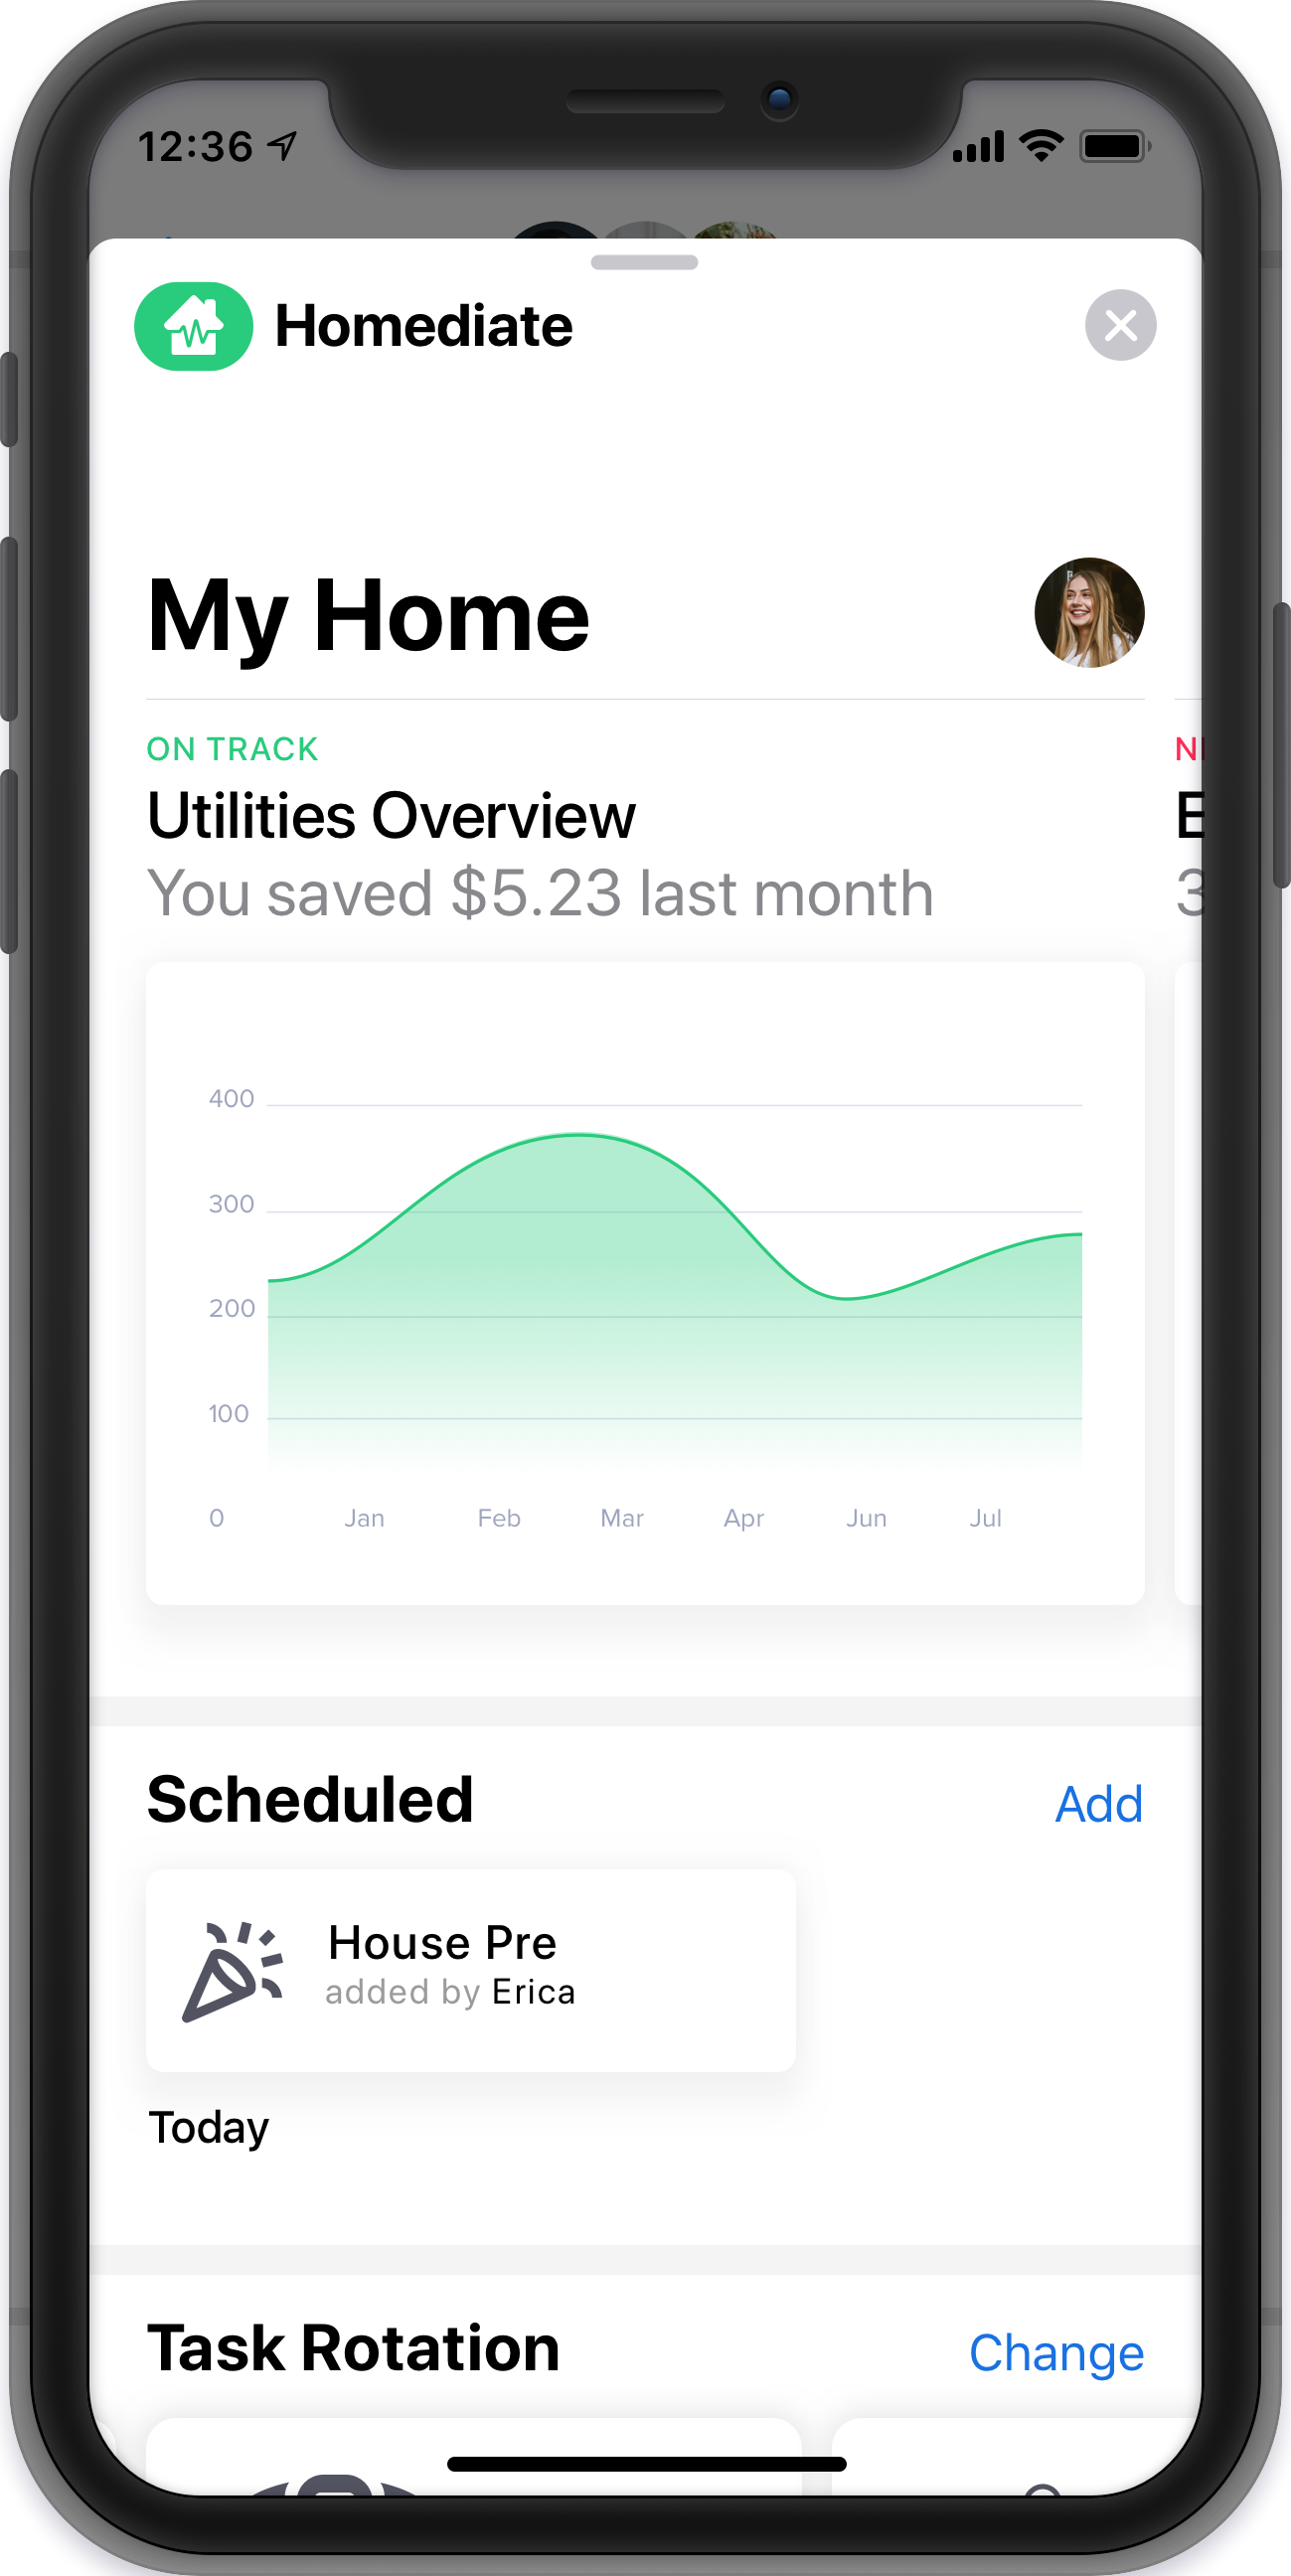 12:36
Homediate
My Home
ON TRACK
Utilities Overview
You saved $5.23 last month
E
3
400
300
200
100
0 Jan Feb Mar Apr Jun Jul
Scheduled Add
House Pre
added by Erica
Today
Task Rotation Change